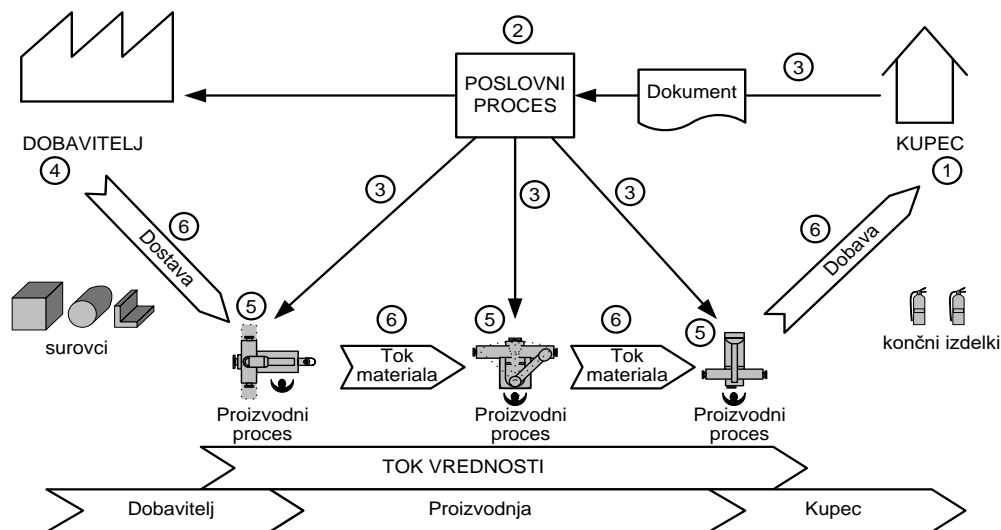 2
POSLOVNI
PROCES
Dokument
3
DOBAVITELJ
KUPEC
4
1
3
3
3
6
Dostava
6
Dobava
surovci
končni izdelki
5
5
5
6
Tok
materiala
6
Tok
materiala
Proizvodni
proces
Proizvodni
proces
Proizvodni
proces
TOK VREDNOSTI
Dobavitelj
Proizvodnja
Kupec